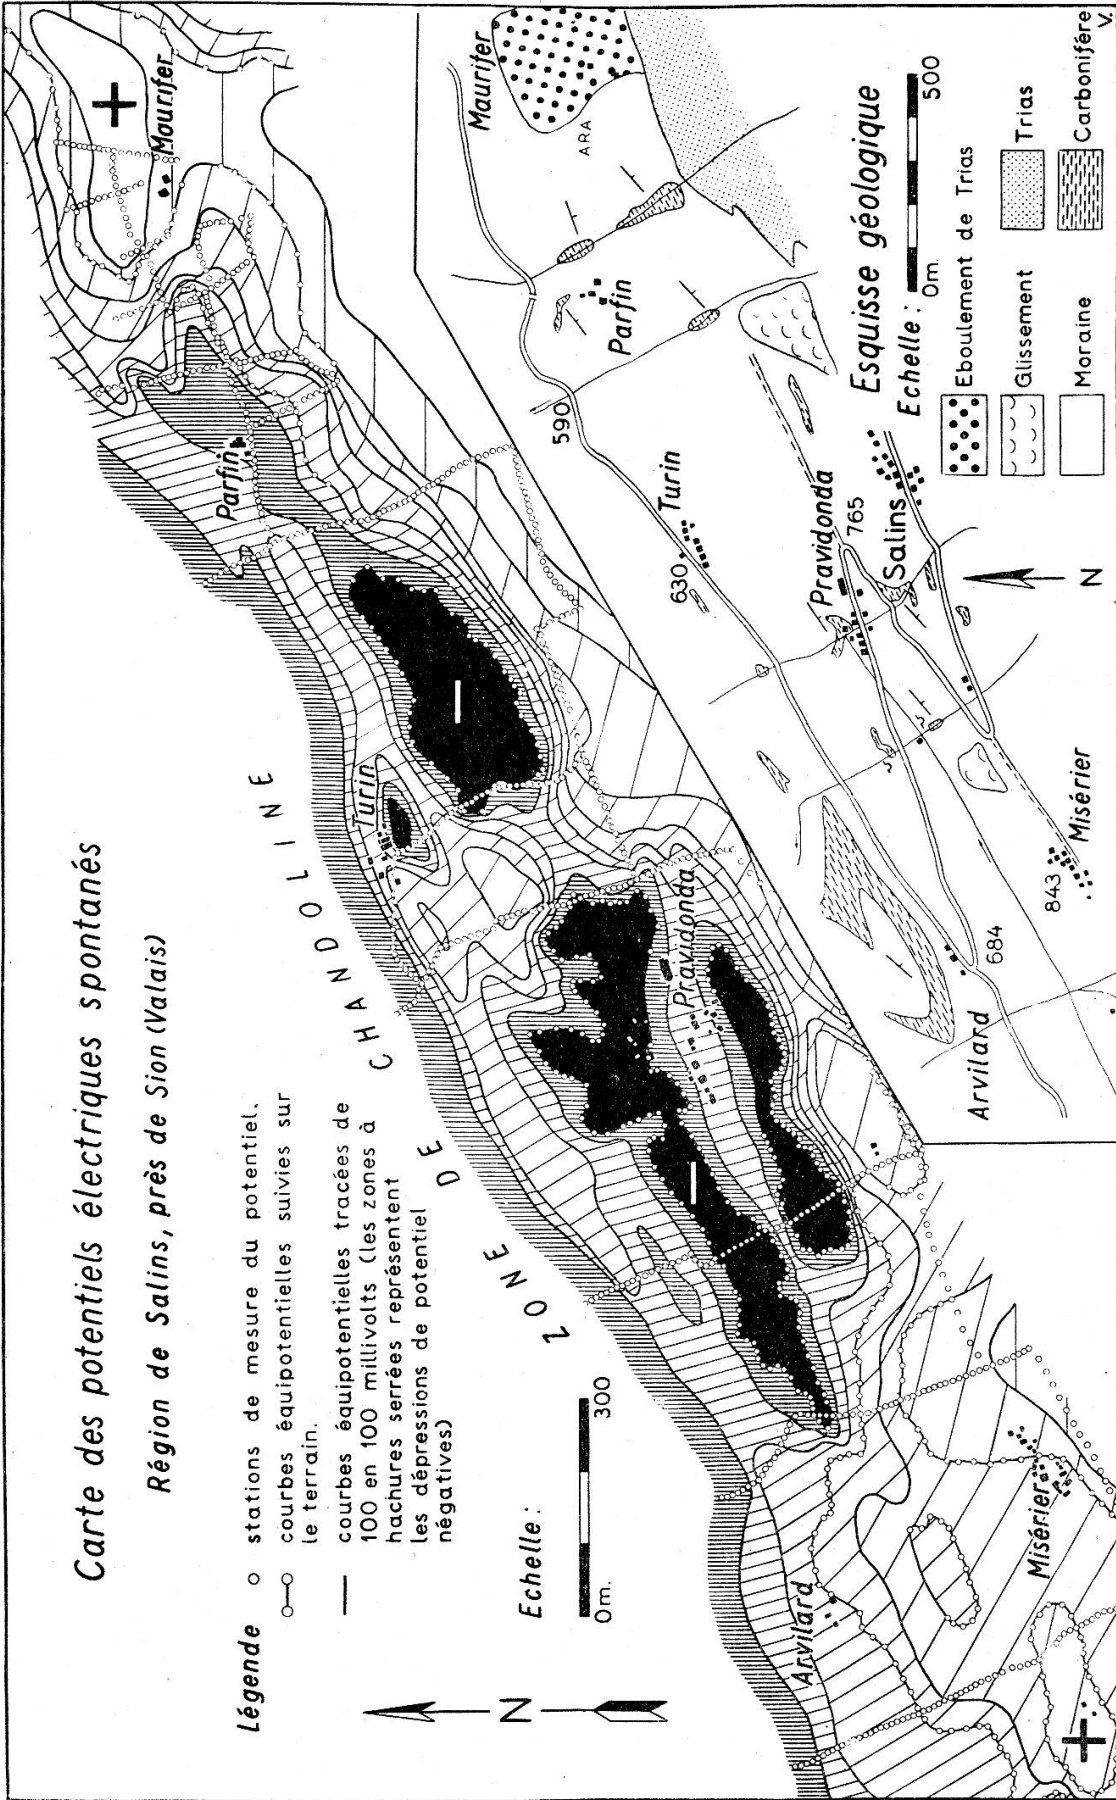 Carte des potentiels électriques spontanés
Région de Salins, près de Sion (Valais)
Légende
stations de mesure du potentiel.
courbes équipotentielles suivies sur
le terrain.
courbes équipotentielles tracées de
100 en 100 millivolts (les zones à
hachures serrées représentent
les dépressions de potentiel
négatives)
N
Echelle :
0m.
300
ZONE DE CHANDOLINE
+
Maurifer
Parfin
Turin
Pravidonda
Arvilard
Misérier
+
Maurifer
ARA
Parfin
590
Turin
630
Pravidonda
765
Salins
684
Arvilard
843
Misérier
N
Esquisse géologique
Echelle :
0m.
500
Eboulement de Trias
Glissement
Moraine
Trias
Carbonifére
V.